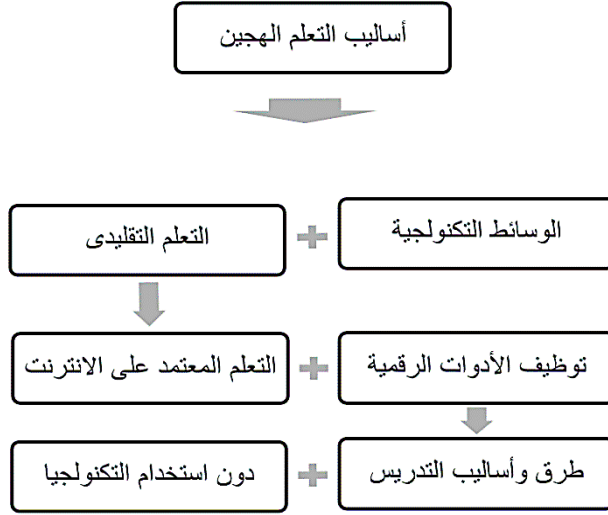 أساليب التعلم الهجين
الوسائط التكنولجية + التعلم التقليدى
توظيف الأدوات الرقمية + التعلم المعتمد على الانترنت
طرق وأساليب التدريس + دون استخدام التكنولجيا